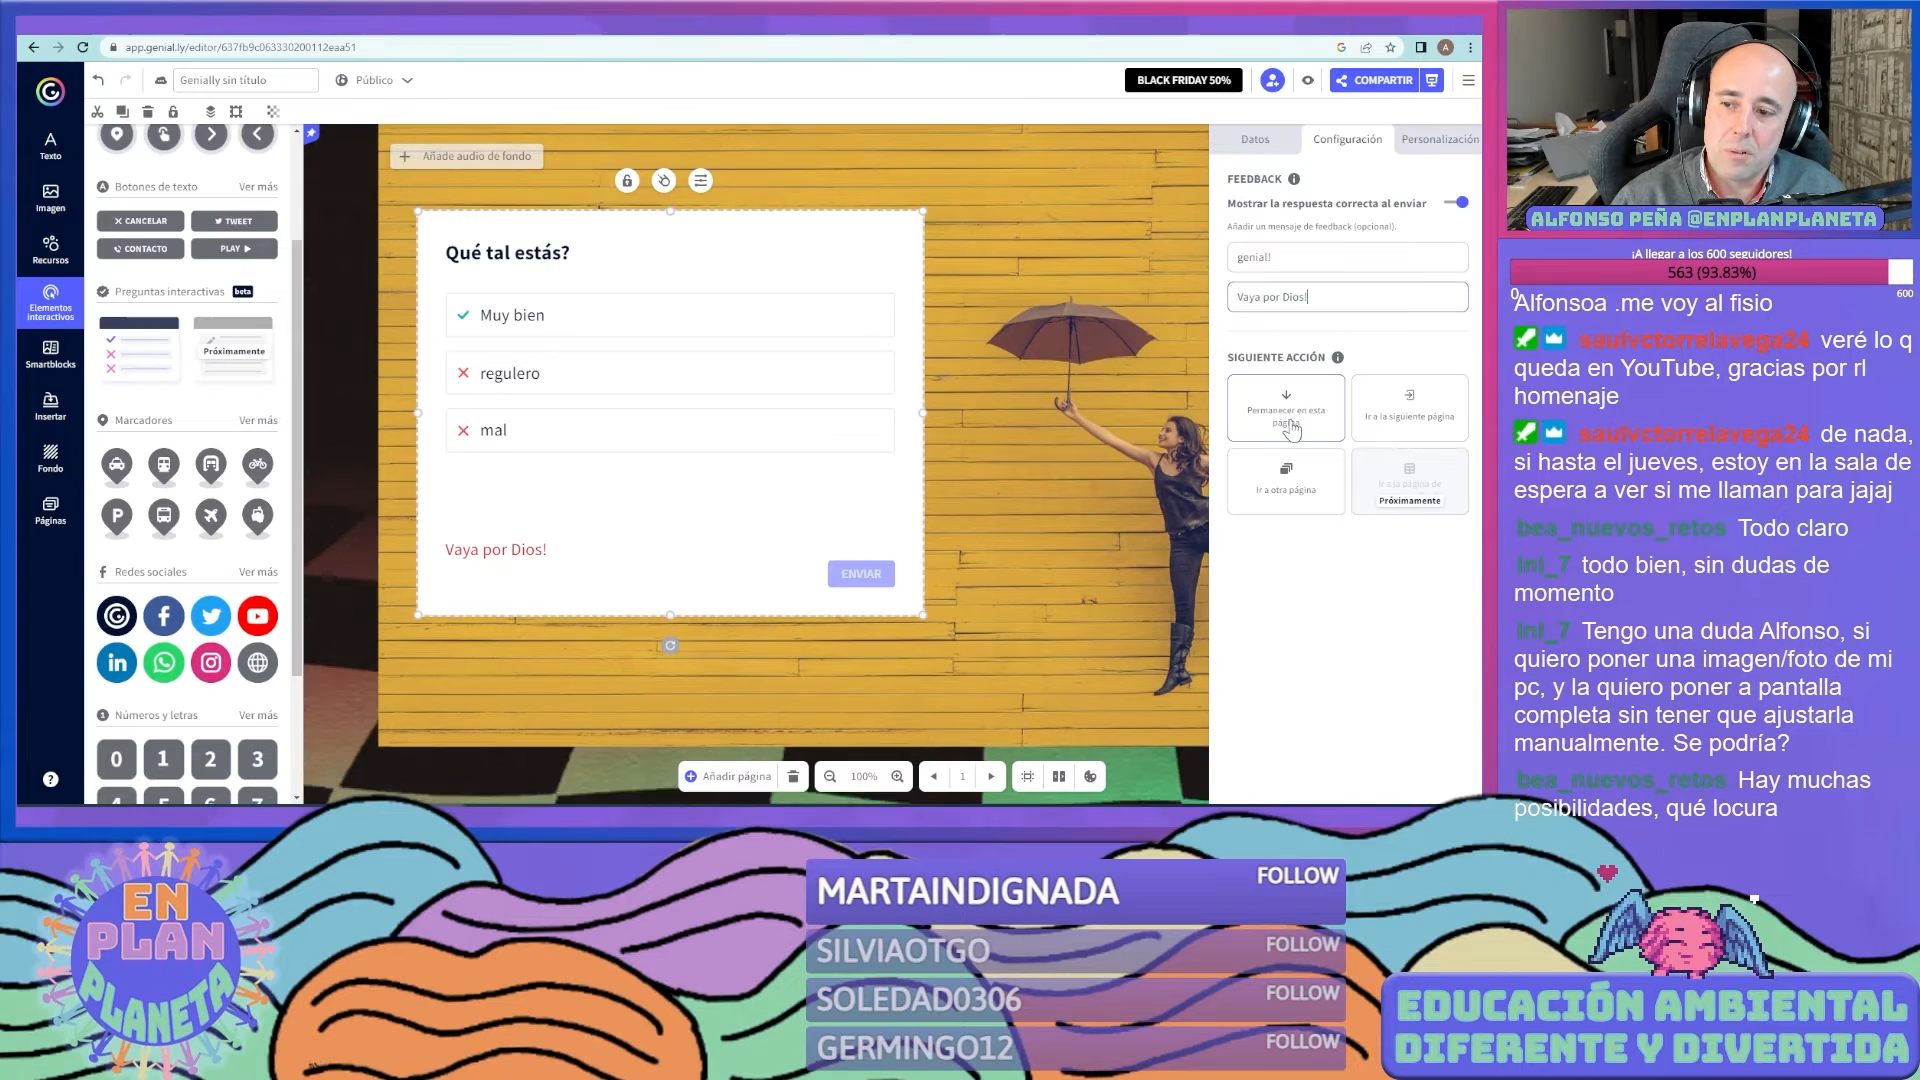 app.genial.ly/editor/637fb9c063330200112eaa51
A
Genially sin título
Público
BLACK FRIDAY 50%
COMPARTIR
Texto
Imagen
Recursos
Elementos
interactivos
Smartblocks
Insertar
Fondo
Páginas
?
A Botones de texto
Ver más
CANCELAR
TWEET
CONTACTO
PLAY
Preguntas interactivas beta
Próximamente
Marcadores
Ver más
P
Redes sociales
Ver más
in
1 Números y letras
Ver más
0 1 2 3
Añade audio de fondo
Qué tal estás?
Muy bien
regulero
mal
Vaya por Dios!
ENVIAR
Añadir página
100%
1
Datos
Configuración
Personalización
FEEDBACK
Mostrar la respuesta correcta al enviar
Añadir un mensaje de feedback (opcional).
genial!
Vaya por Dios!
SIGUIENTE ACCIÓN
Permanecer en esta
página
Ir a la siguiente página
Ir a otra página
Ir a la página de
Próximamente
ALFONSO PEÑA @ENPLANPLANETA
¡A llegar a los 600 seguidores!
563 (93.83%)
0
600
Alfonsoa .me voy al fisio
saulvctorrelavega24 veré lo q
queda en YouTube, gracias por rl
homenaje
saulvctorrelavega24 de nada,
si hasta el jueves, estoy en la sala de
espera a ver si me llaman para jajaj
bea_nuevos_retos Todo claro
inl_7 todo bien, sin dudas de
momento
inl_7 Tengo una duda Alfonso, si
quiero poner una imagen/foto de mi
pc, y la quiero poner a pantalla
completa sin tener que ajustarla
manualmente. Se podría?
bea_nuevos_retos Hay muchas
posibilidades, qué locura
EN
PLAN
PLANETA
MARTAINDIGNADA FOLLOW
SILVIAOTGO FOLLOW
SOLEDAD0306 FOLLOW
GERMINGO12 FOLLOW
EDUCACIÓN AMBIENTAL
DIFERENTE Y DIVERTIDA